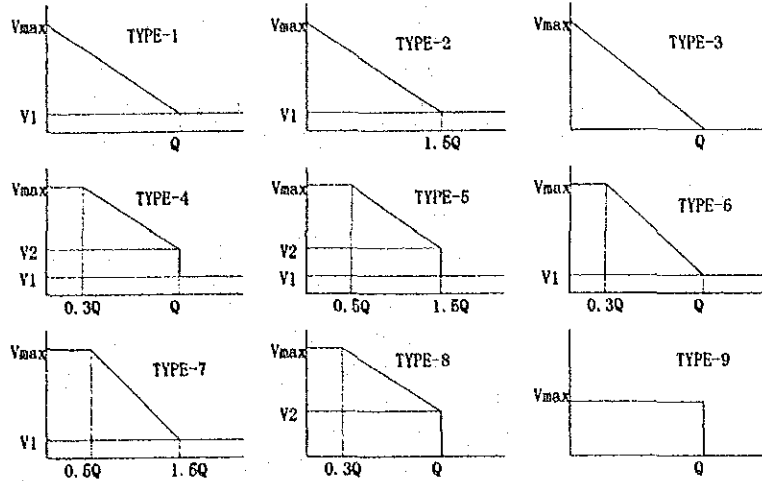 Vmax TYPE-1
V1
Q
Vmax TYPE-2
V1
1.5Q
Vmax TYPE-3
Q
Vmax TYPE-4
V2
V1
0.3Q Q
Vmax TYPE-5
V2
V1
0.5Q 1.5Q
Vmax TYPE-6
V1
0.3Q Q
Vmax TYPE-7
V1
0.5Q 1.5Q
Vmax TYPE-8
V2
0.3Q Q
TYPE-9
Vmax
Q